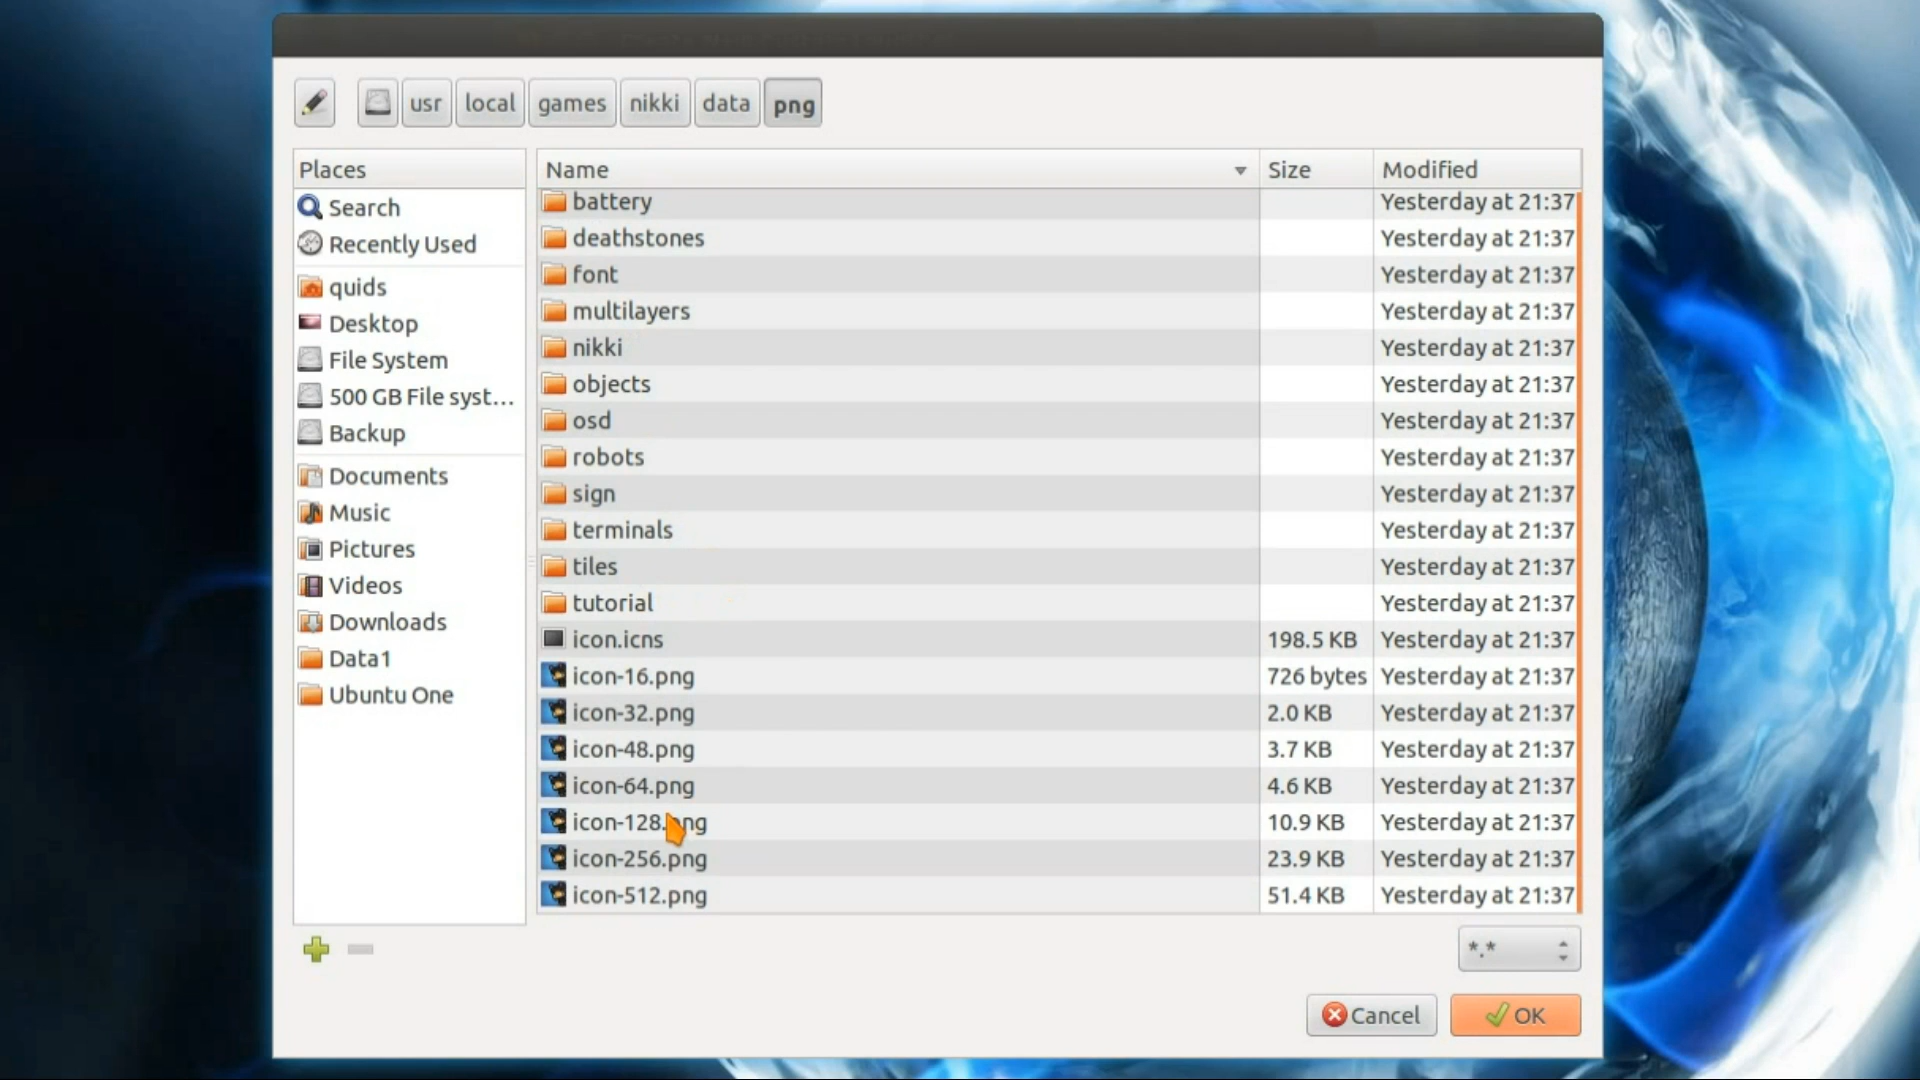 usr local games nikki data png
Places
Search
Recently Used
quids
Desktop
File System
500 GB File syst...
Backup
Documents
Music
Pictures
Videos
Downloads
Data1
Ubuntu One
Name Size Modified
battery Yesterday at 21:37
deathstones Yesterday at 21:37
font Yesterday at 21:37
multilayers Yesterday at 21:37
nikki Yesterday at 21:37
objects Yesterday at 21:37
osd Yesterday at 21:37
robots Yesterday at 21:37
sign Yesterday at 21:37
terminals Yesterday at 21:37
tiles Yesterday at 21:37
tutorial Yesterday at 21:37
icon.icns 198.5 KB Yesterday at 21:37
icon-16.png 726 bytes Yesterday at 21:37
icon-32.png 2.0 KB Yesterday at 21:37
icon-48.png 3.7 KB Yesterday at 21:37
icon-64.png 4.6 KB Yesterday at 21:37
icon-128.png 10.9 KB Yesterday at 21:37
icon-256.png 23.9 KB Yesterday at 21:37
icon-512.png 51.4 KB Yesterday at 21:37
*.*
Cancel OK